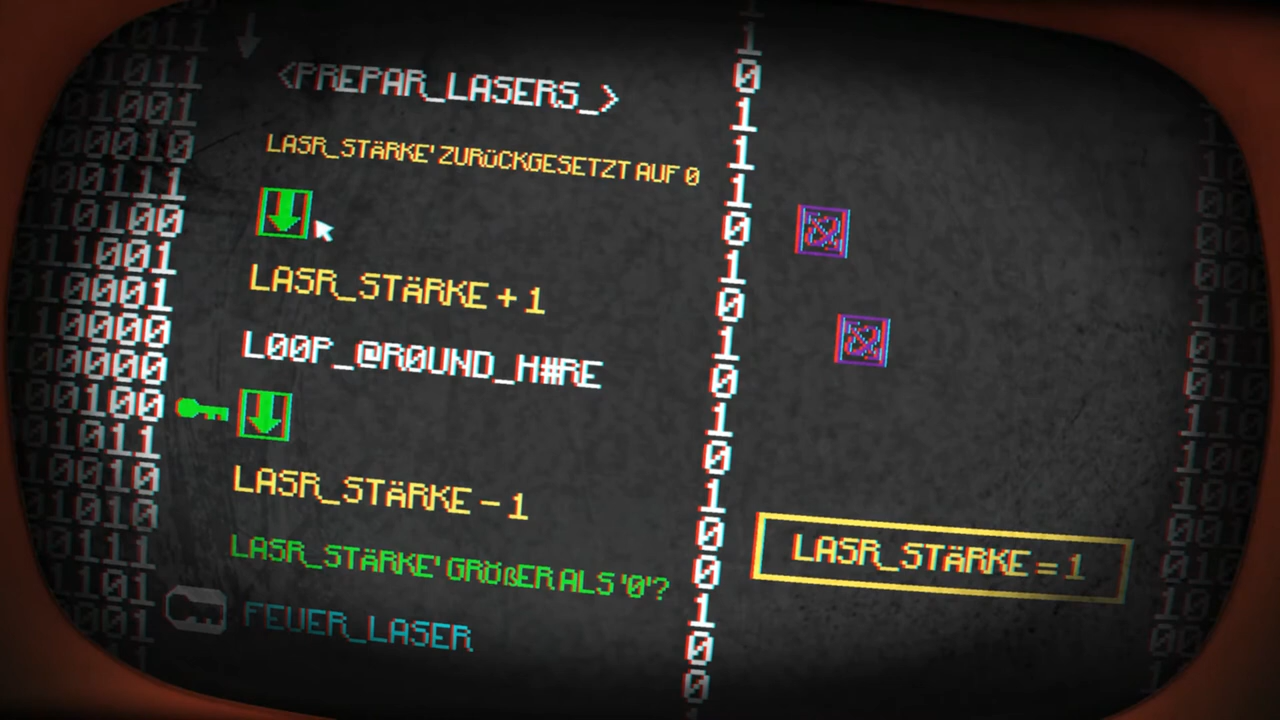 <PREPAR_LASERS_>
LASR_STÄRKE' ZURÜCKGESETZT AUF 0
LASR_STÄRKE + 1
L00P_@R0UND_H#RE
LASR_STÄRKE - 1
LASR_STÄRKE' GRÖßER ALS '0'?
FEUER_LASER
LASR_STÄRKE = 1